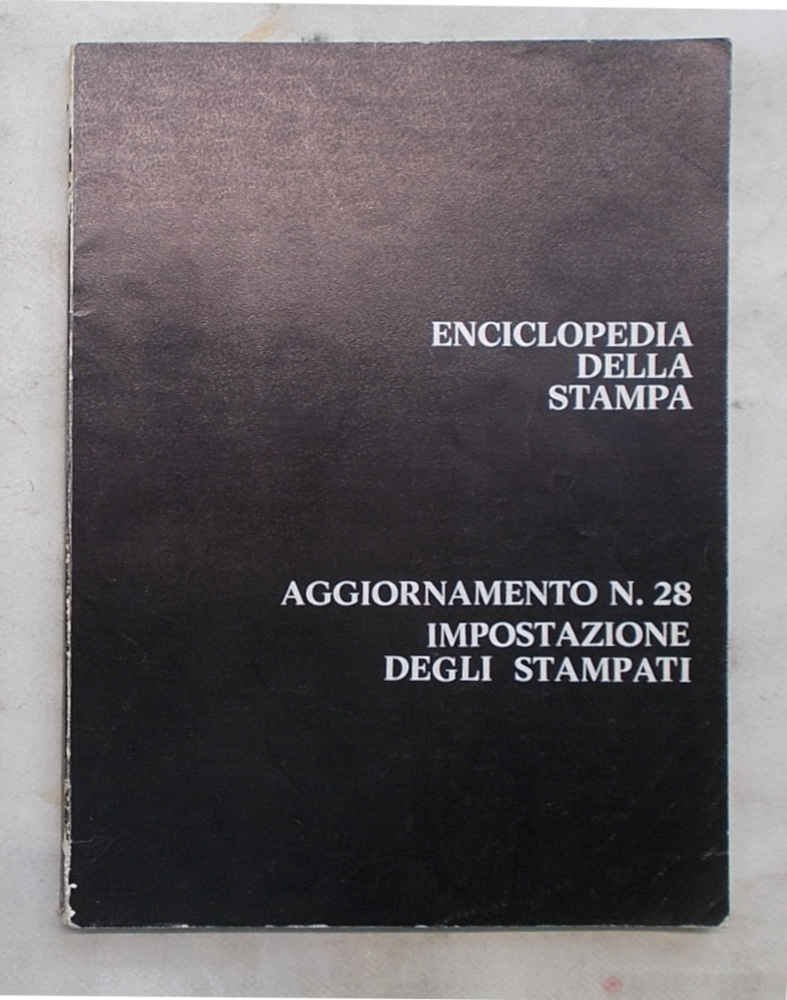 ENCICLOPEDIA
DELLA
STAMPA
AGGIORNAMENTO N. 28
IMPOSTAZIONE
DEGLI STAMPATI